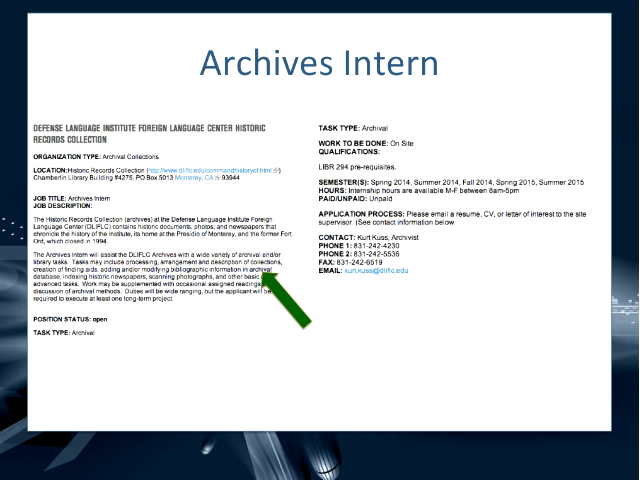 Archives Intern
DEFENSE LANGUAGE INSTITUTE FOREIGN LANGUAGE CENTER HISTORIC
RECORDS COLLECTION
ORGANIZATION TYPE: Archival Collections
LOCATION:Historic Records Collection (http://www.dliflc.edu/commandhistoryof.html)
Chamberlin Library Building #4275, PO Box 5013 Monterey, CA 93944
JOB TITLE: Archives Intern
JOB DESCRIPTION:
The Historic Records Collection (archives) at the Defense Language Institute Foreign
Language Center (DLIFLC) contains historic documents, photos, and newspapers that
chronicle the history of the Institute, its home at the Presidio of Monterey, and the former Fort
Ord, which closed in 1994.
The Archives Intern will assist the DLIFLC Archives with a wide variety of archival and/or
library tasks. Tasks may include processing, arrangement and description of collections,
creation of finding aids, adding and/or modifying bibliographic information in archival
database, indexing historic newspapers, scanning photographs, and other basic
advanced tasks. Work may be supplemented with occasional assigned readings
discussion of archival methods. Duties will be wide ranging, but the applicant will be
required to execute at least one long-term project.
POSITION STATUS: open
TASK TYPE: Archival
TASK TYPE: Archival
WORK TO BE DONE: On Site
QUALIFICATIONS:
LIBR 294 pre-requisites.
SEMESTER(S): Spring 2014, Summer 2014, Fall 2014, Spring 2015, Summer 2015
HOURS: Internship hours are available M-F between 8am-5pm
PAID/UNPAID: Unpaid
APPLICATION PROCESS: Please email a resume, CV, or letter of interest to the site
supervisor. (See contact information below
CONTACT: Kurt Kuss, Archivist
PHONE 1: 831-242-4230
PHONE 2: 831-242-5536
FAX: 831-242-6519
EMAIL: kurt.kuss@dliflc.edu